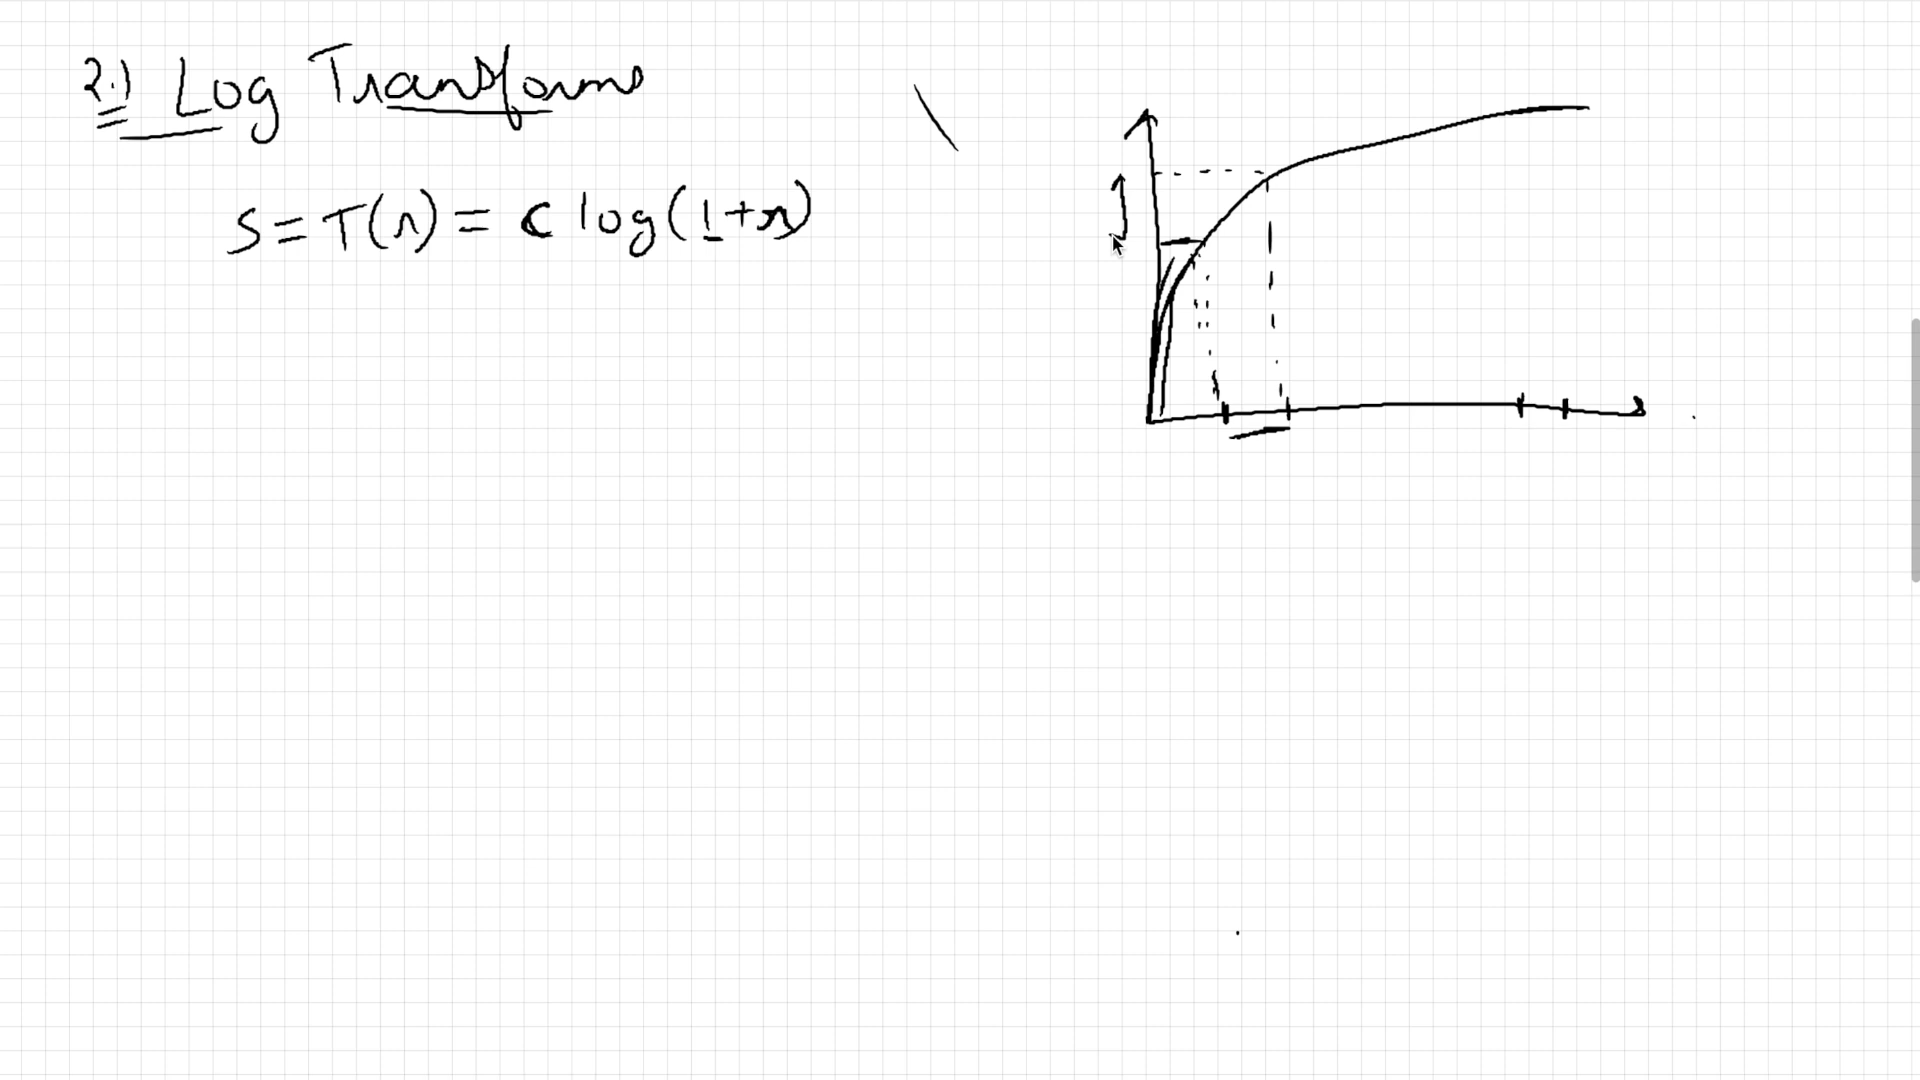 2.) Log Transforms
S = T(r) = c log(1+r)